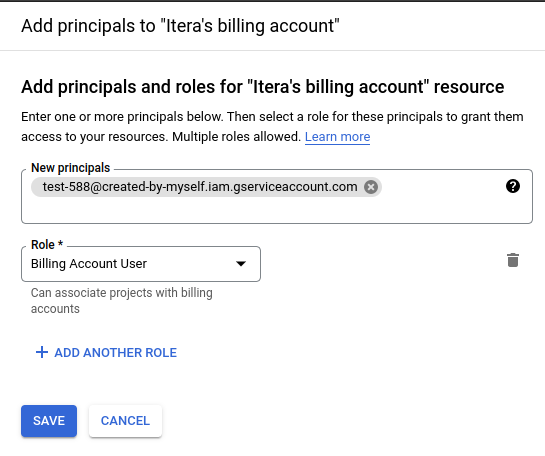 Add principals to "Itera's billing account"
Add principals and roles for "Itera's billing account" resource
Enter one or more principals below. Then select a role for these principals to grant them
access to your resources. Multiple roles allowed. Learn more
New principals
test-588@created-by-myself.iam.gserviceaccount.com
Role *
Billing Account User
Can associate projects with billing
accounts
ADD ANOTHER ROLE
SAVE
CANCEL